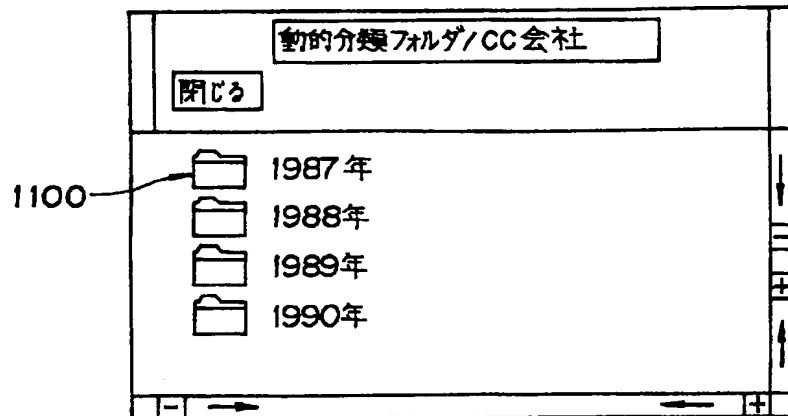 動的分類フォルダ/CC会社
閉じる
1100
1987年
1988年
1989年
1990年
-
+
- +